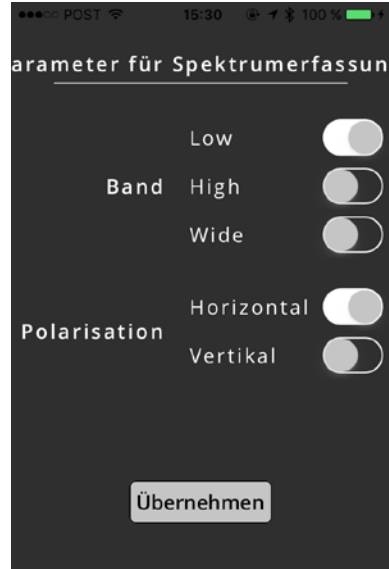 POST 15:30 100 %
arameter für Spektrumerfassun
Low
Band High
Wide
Horizontal
Polarisation
Vertikal
Übernehmen